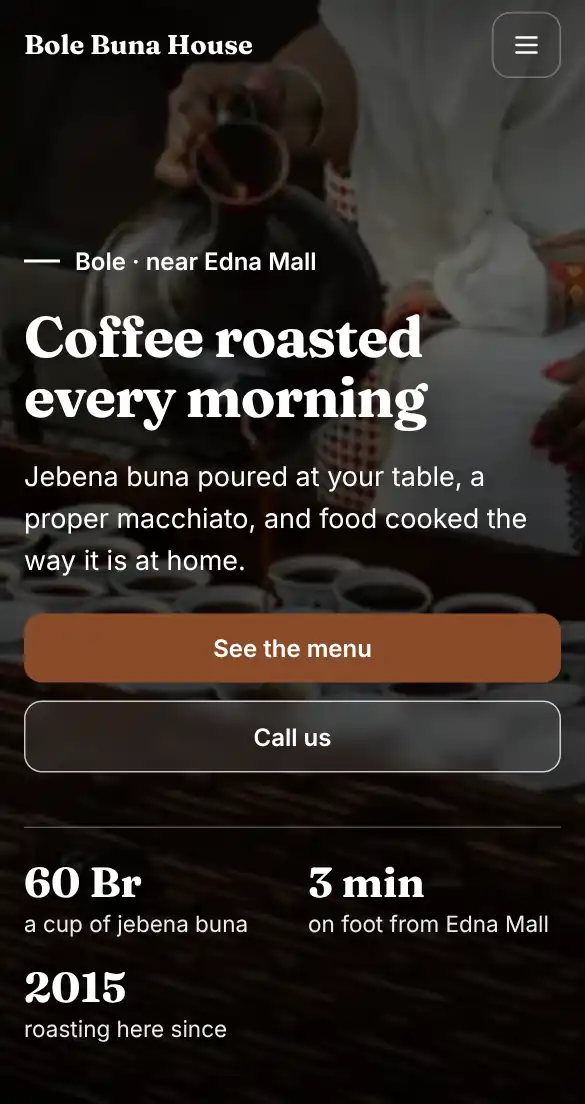 Bole Buna House
Bole · near Edna Mall
Coffee roasted
every morning
Jebena buna poured at your table, a
proper macchiato, and food cooked the
way it is at home.
See the menu
Call us
60 Br
a cup of jebena buna
3 min
on foot from Edna Mall
2015
roasting here since